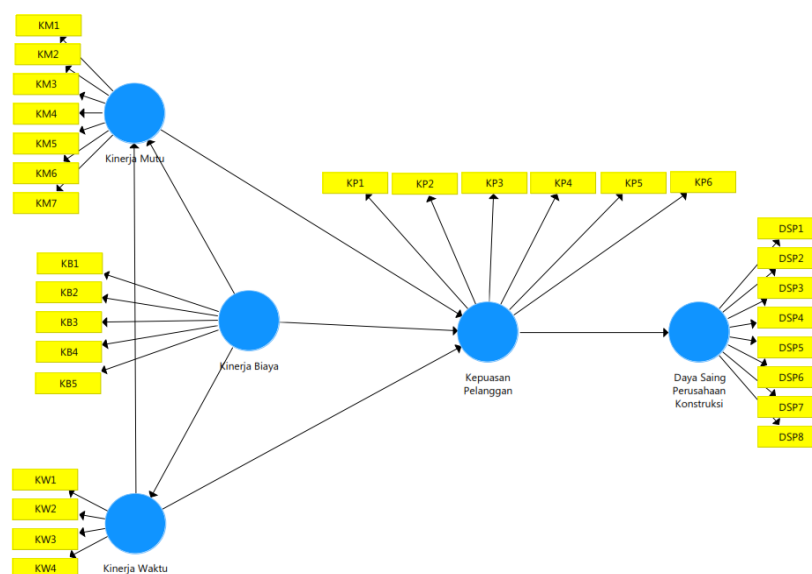 KM1
KM2
KM3
KM4
KM5
KM6
KM7
Kinerja Mutu
KP1
KP2
KP3
KP4
KP5
KP6
DSP1
DSP2
DSP3
DSP4
DSP5
DSP6
DSP7
DSP8
KB1
KB2
KB3
KB4
KB5
Kinerja Biaya
Kepuasan
Pelanggan
Daya Saing
Perusahaan
Konstruksi
KW1
KW2
KW3
KW4
Kinerja Waktu